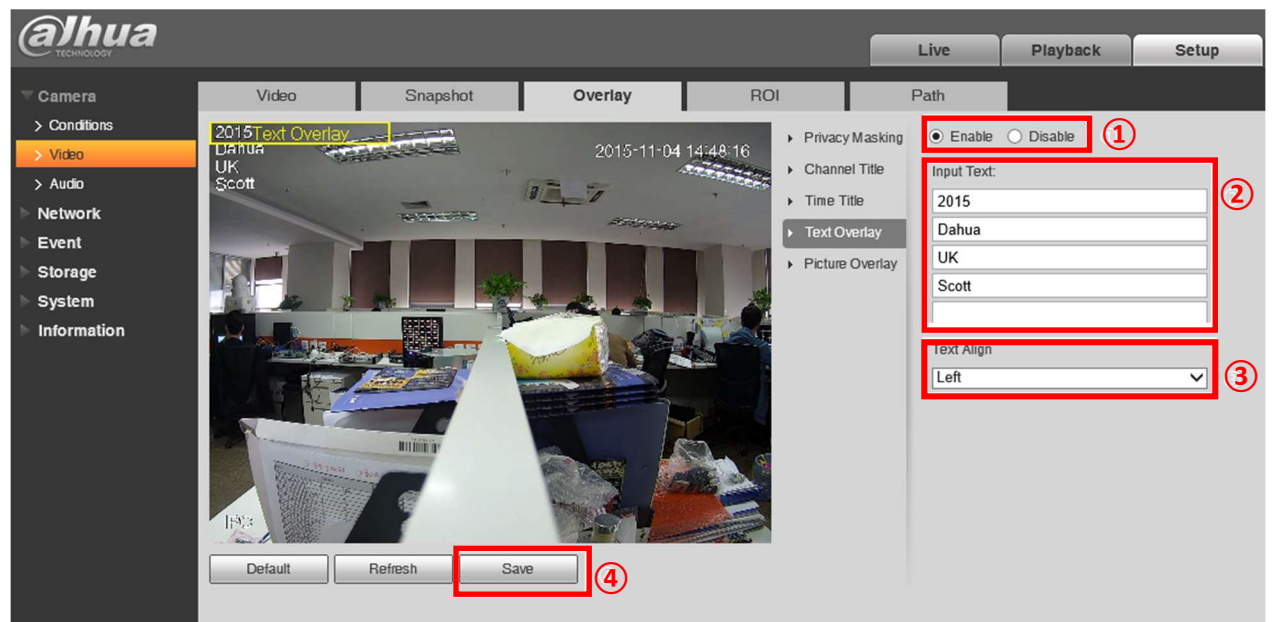 alhua
TECHNOLOGY
Live Playback Setup
Camera
Conditions
Video
Audio
Network
Event
Storage
System
Information
Video Snapshot Overlay ROI Path
2015Text Overlay
Dahua
UK
Scott
2015-11-04 14:48:16
IPC
Privacy Masking
Channel Title
Time Title
Text Overlay
Picture Overlay
Enable Disable ①
Input Text:
2015
Dahua
UK
Scott
②
Text Align
Left
③
Default Refresh Save ④